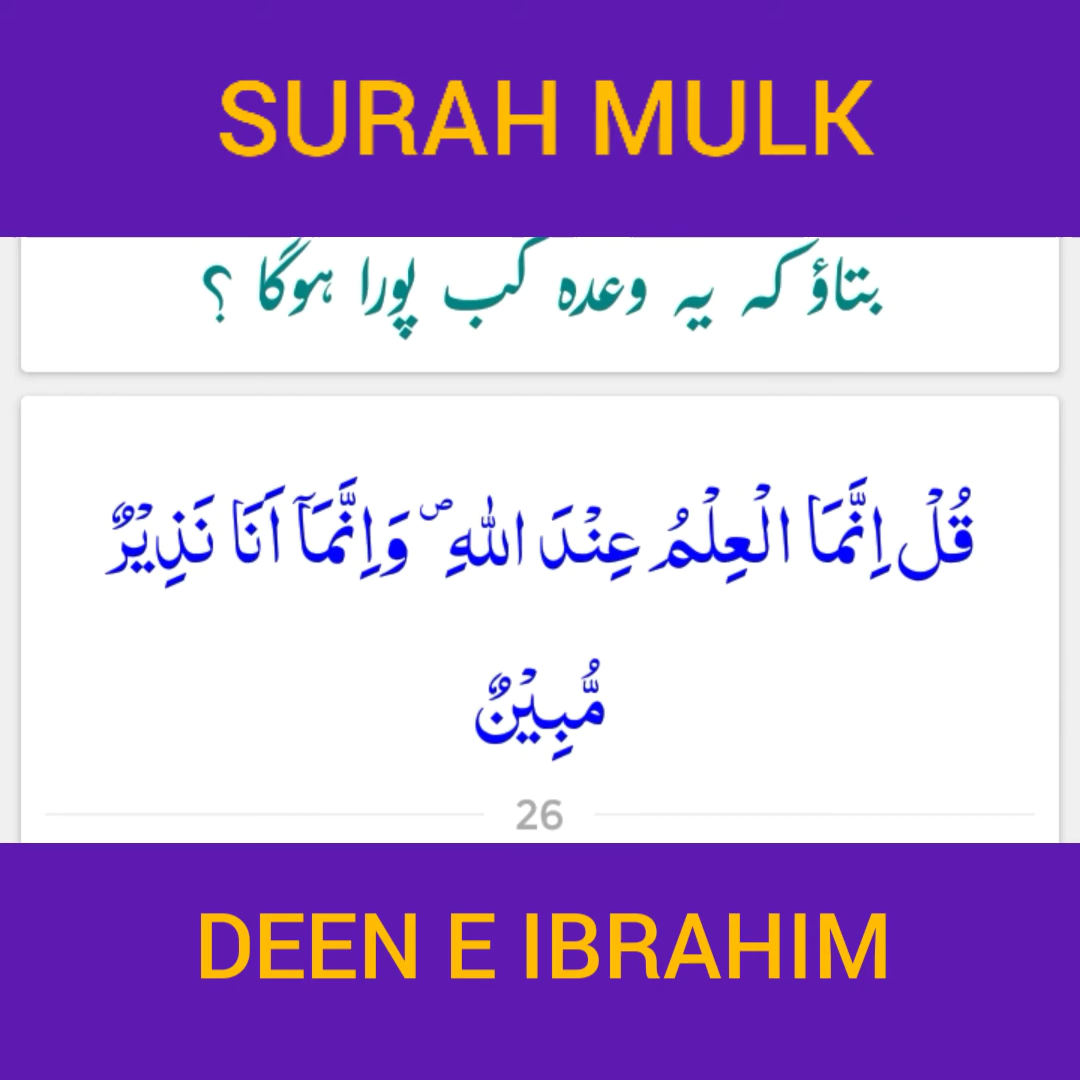 SURAH MULK
بتاؤ کہ یہ وعدہ کب پورا ہوگا ؟
قُلْ اِنَّمَا الْعِلْمُ عِنْدَ اللّٰهِ ۪ وَاِنَّمَاۤ اَنَا نَذِیْرٌ
مُّبِیْنٌ
26
DEEN E IBRAHIM